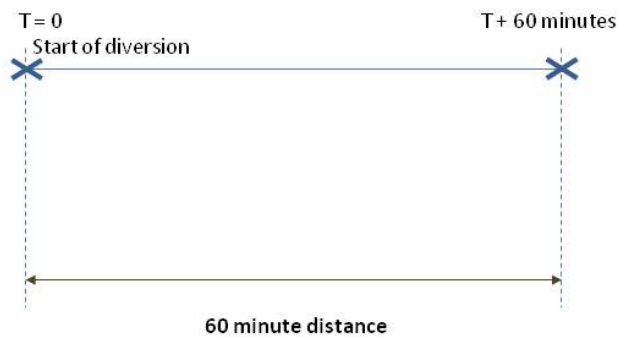 T = 0
T + 60 minutes
Start of diversion
60 minute distance